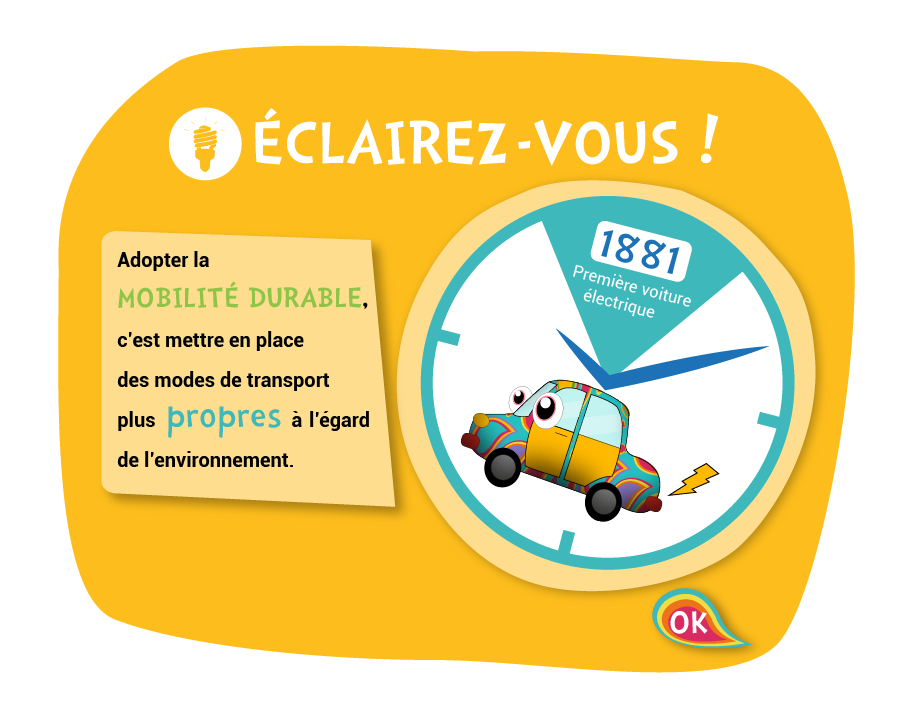 ÉCLAIREZ-VOUS !
Adopter la
MOBILITÉ DURABLE,
c'est mettre en place
des modes de transport
plus propres à l'égard
de l'environnement.
1881
Première voiture
électrique
OK